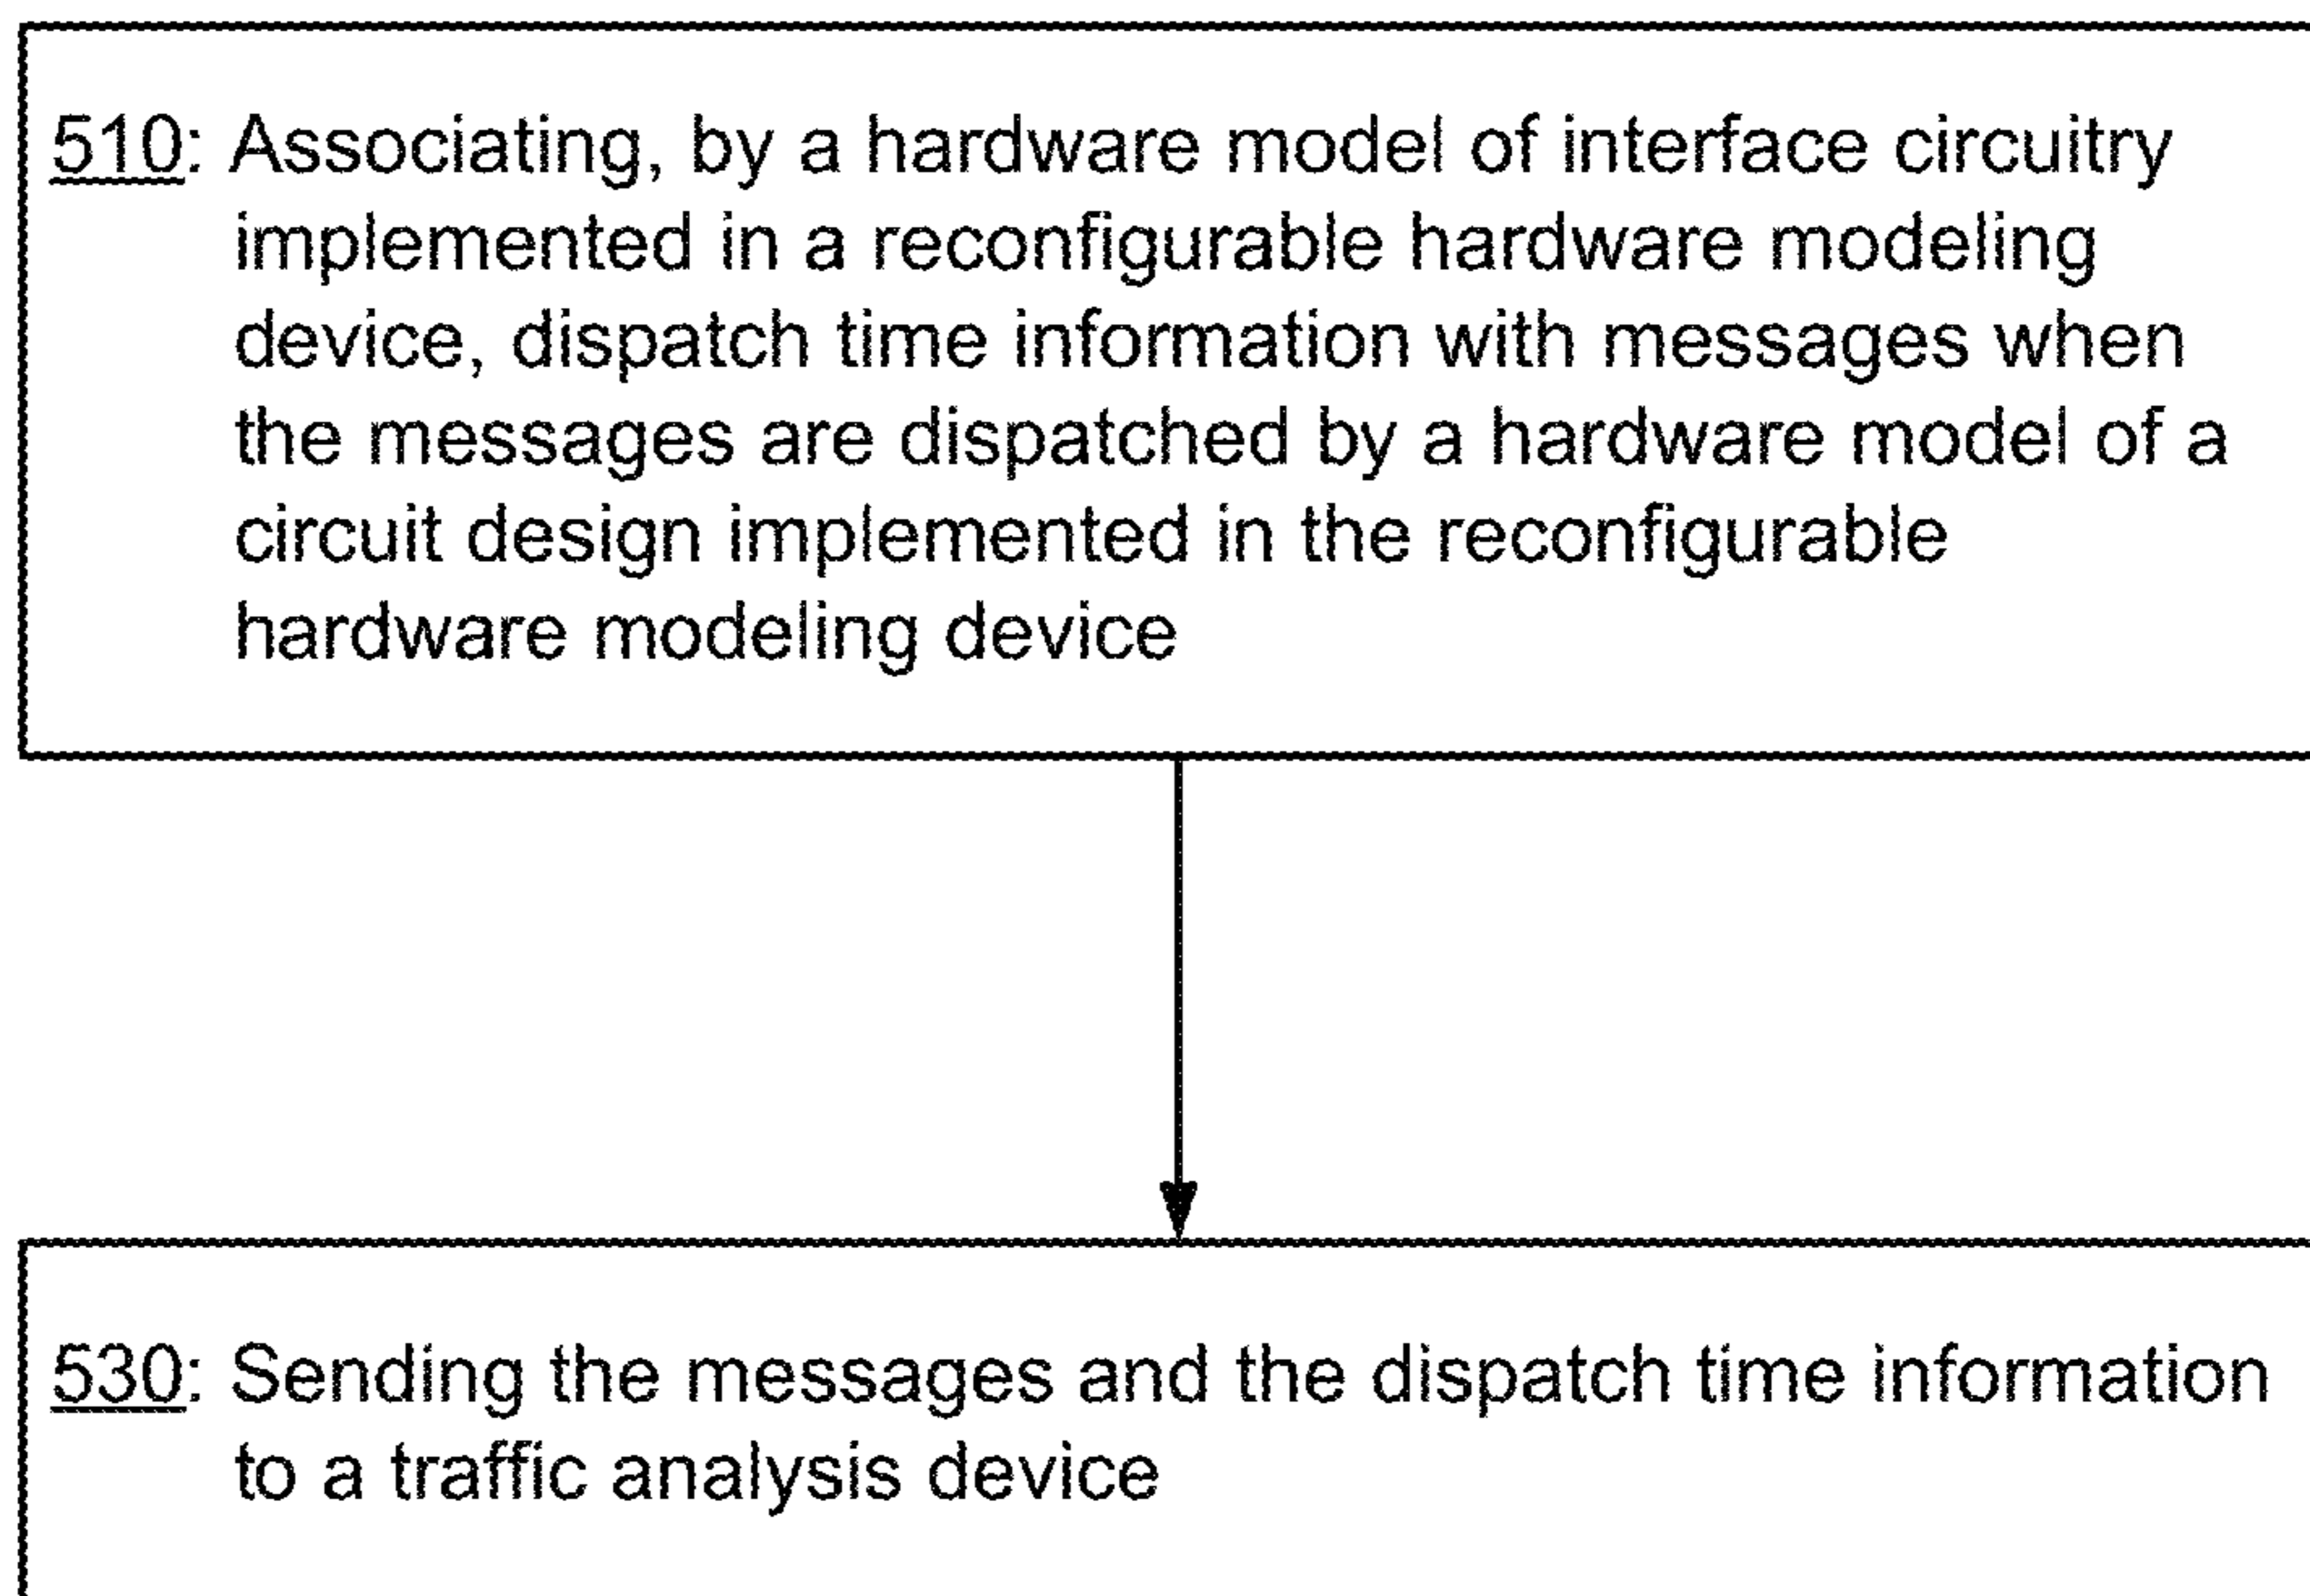 510: Associating, by a hardware model of interface circuitry
implemented in a reconfigurable hardware modeling
device, dispatch time information with messages when
the messages are dispatched by a hardware model of a
circuit design implemented in the reconfigurable
hardware modeling device
530: Sending the messages and the dispatch time information
to a traffic analysis device